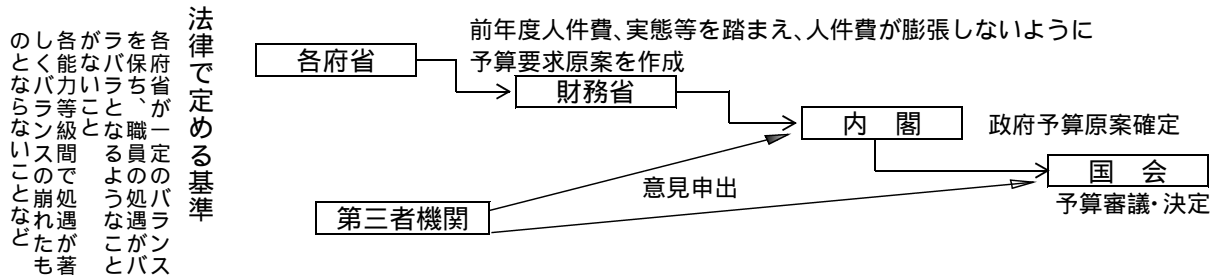 法律で定める基準
各府省が一定のバランス
を保ち、職員の処遇がバ
ラバラとなるようなこと
がないこと
各能力等級間で処遇が著
しくバランスの崩れたも
のとならないことなど
前年度人件費、実態等を踏まえ、人件費が膨張しないように
予算要求原案を作成
各府省
財務省
内　閣
政府予算原案確定
国　会
予算審議・決定
意見申出
第三者機関